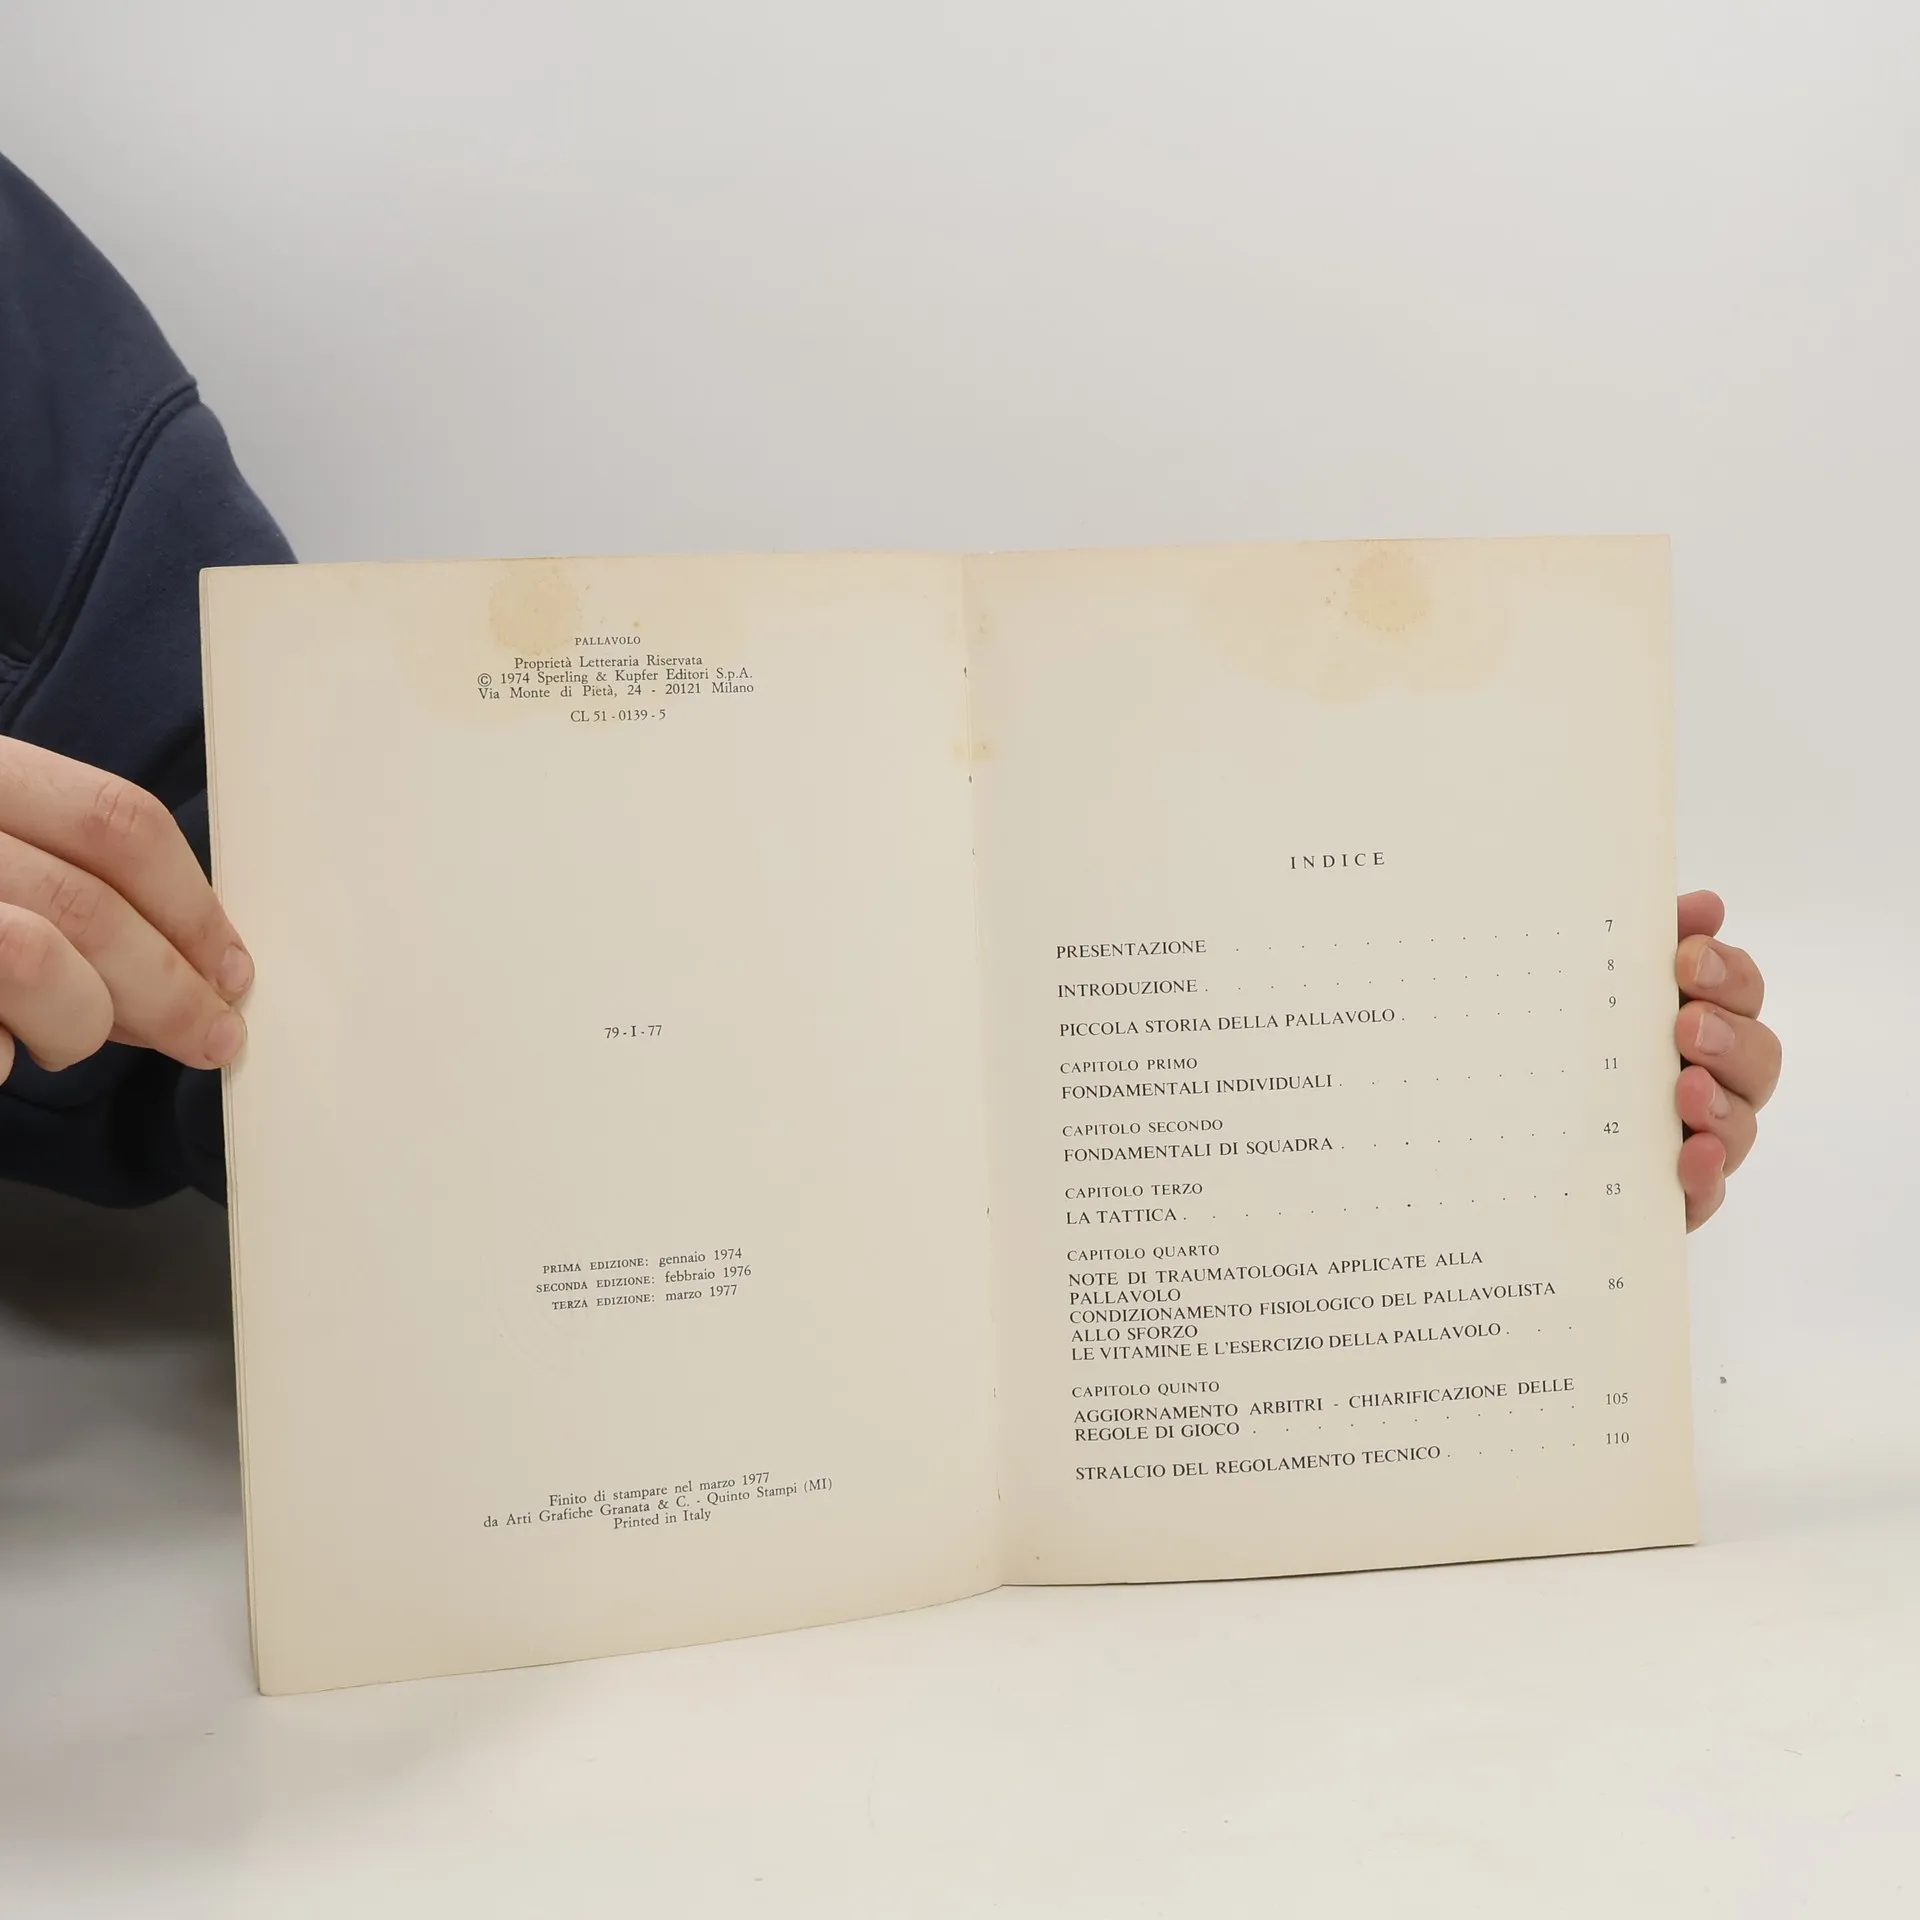 PALLAVOLO
Proprietà Letteraria Riservata
© 1974 Sperling & Kupfer Editori S.p.A.
Via Monte di Pietà, 24 - 20121 Milano
CL 51 - 0139 - 5
79 - I - 77
PRIMA EDIZIONE: gennaio 1974
SECONDA EDIZIONE: febbraio 1976
TERZA EDIZIONE: marzo 1977
Finito di stampare nel marzo 1977
da Arti Grafiche Granata & C. - Quinto Stampi (MI)
Printed in Italy
INDICE
PRESENTAZIONE . . . . . . . . . . . 7
INTRODUZIONE . . . . . . . . . . . . 8
PICCOLA STORIA DELLA PALLAVOLO . . . . . . 9
CAPITOLO PRIMO
FONDAMENTALI INDIVIDUALI . . . . . . . . 11
CAPITOLO SECONDO
FONDAMENTALI DI SQUADRA . . . . . . . . 42
CAPITOLO TERZO
LA TATTICA . . . . . . . . . . . . . 83
CAPITOLO QUARTO
NOTE DI TRAUMATOLOGIA APPLICATE ALLA
PALLAVOLO
CONDIZIONAMENTO FISIOLOGICO DEL PALLAVOLISTA
ALLO SFORZO
LE VITAMINE E L'ESERCIZIO DELLA PALLAVOLO . . . 86
CAPITOLO QUINTO
AGGIORNAMENTO ARBITRI - CHIARIFICAZIONE DELLE
REGOLE DI GIOCO . . . . . . . . . . . 105
STRALCIO DEL REGOLAMENTO TECNICO . . . . . 110